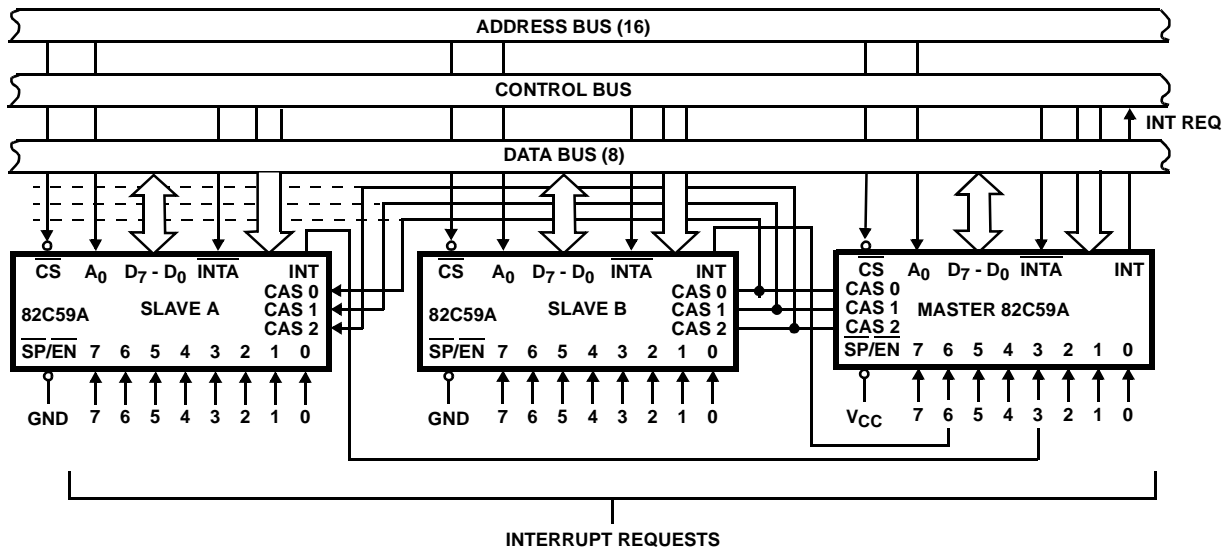 ADDRESS BUS (16)
CONTROL BUS
INT REQ
DATA BUS (8)
CS A0 D7 - D0 INTA INT
CAS 0
CAS 1
CAS 2
82C59A SLAVE A
SP/EN 7 6 5 4 3 2 1 0
GND 7 6 5 4 3 2 1 0
CS A0 D7 - D0 INTA INT
CAS 0
CAS 1
CAS 2
82C59A SLAVE B
SP/EN 7 6 5 4 3 2 1 0
GND 7 6 5 4 3 2 1 0
CS A0 D7 - D0 INTA INT
CAS 0
CAS 1
CAS 2
MASTER 82C59A
SP/EN 7 6 5 4 3 2 1 0
VCC 7 6 5 4 3 2 1 0
INTERRUPT REQUESTS